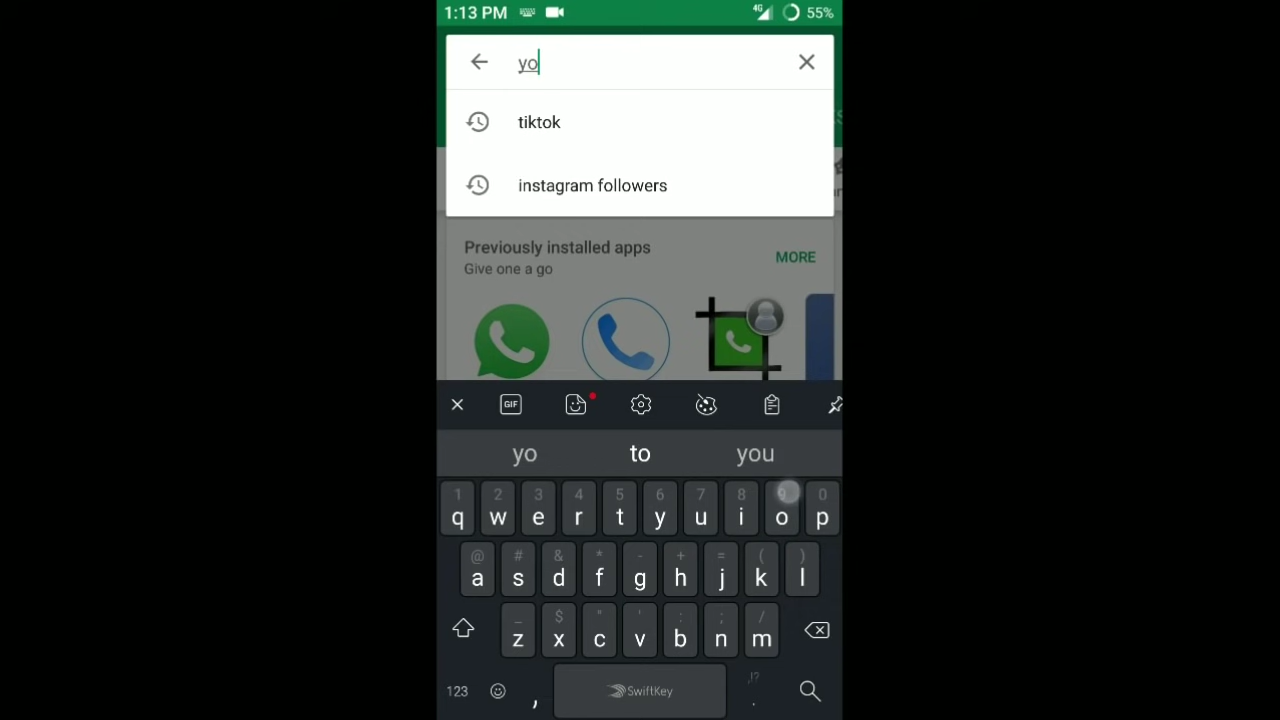 1:13 PM 4G 55%
yo
tiktok
instagram followers
Previously installed apps
MORE
Give one a go
GIF
yo to you
1 2 3 4 5 6 7 8 9 0
q w e r t y u i o p
@ # & * - + = ( )
a s d f g h j k l
_ $ " ' : ; /
z x c v b n m
123 , SwiftKey ,!? .